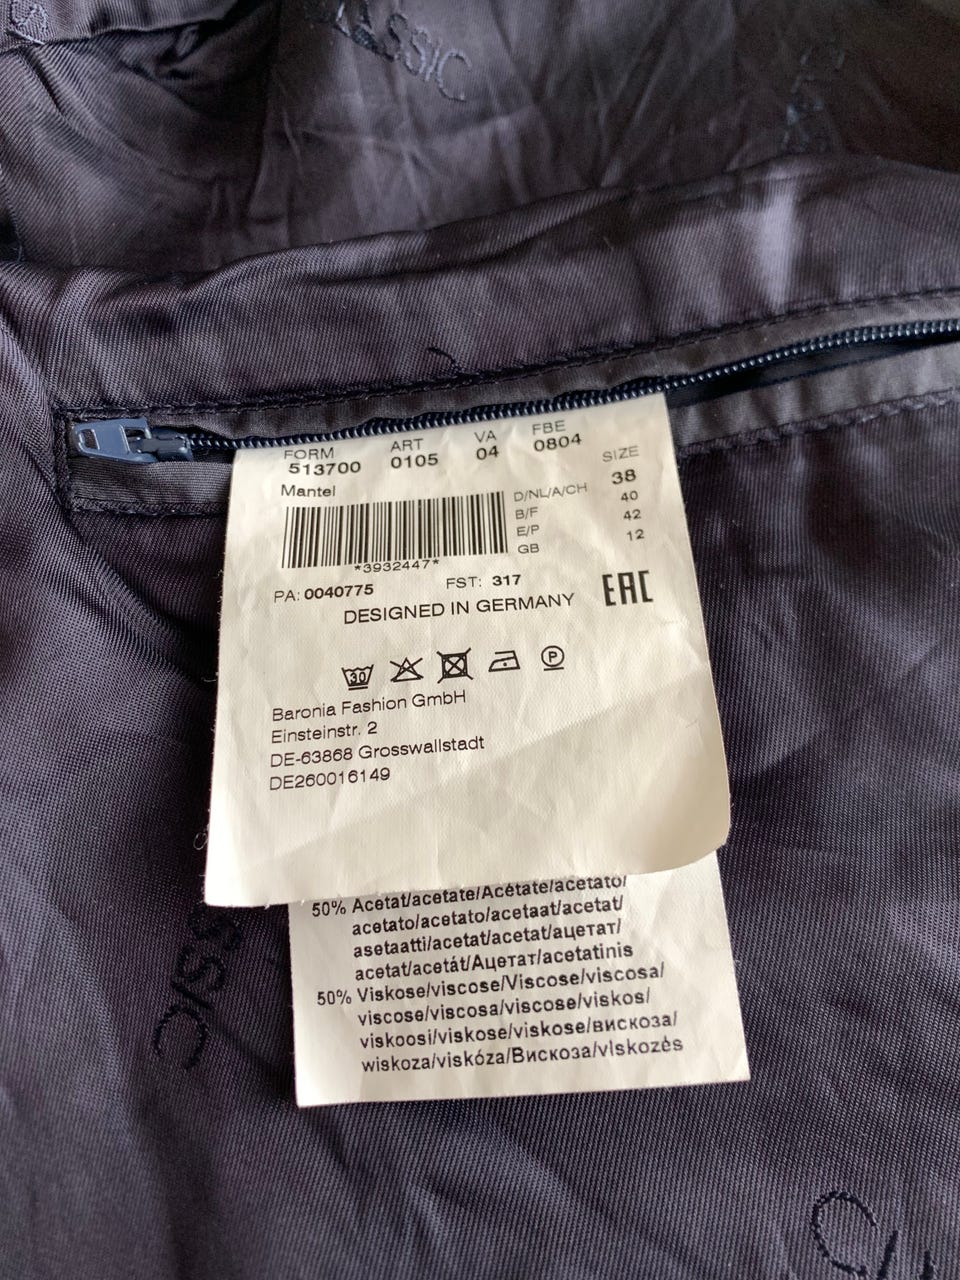 CLASSIC
FORM ART VA FBE
513700 0105 04 0804
Mantel SIZE
D/NL/A/CH 38
B/F 40
E/P 42
GB 12
*3932447*
PA: 0040775 FST: 317
DESIGNED IN GERMANY EAC
30 P
Baronia Fashion GmbH
Einsteinstr. 2
DE-63868 Grosswallstadt
DE260016149
50% Acetat/acetate/Acétate/acetato/
acetato/acetato/acetaat/acetat/
asetaatti/acetat/acetat/ацетат/
acetat/acetát/Ацетат/acetatinis
50% Viskose/viscose/Viscose/viscosa/
viscose/viscosa/viscose/viskos/
viskoosi/viskose/viskose/вискоза/
wiskoza/viskóza/Вискоза/vIskozės